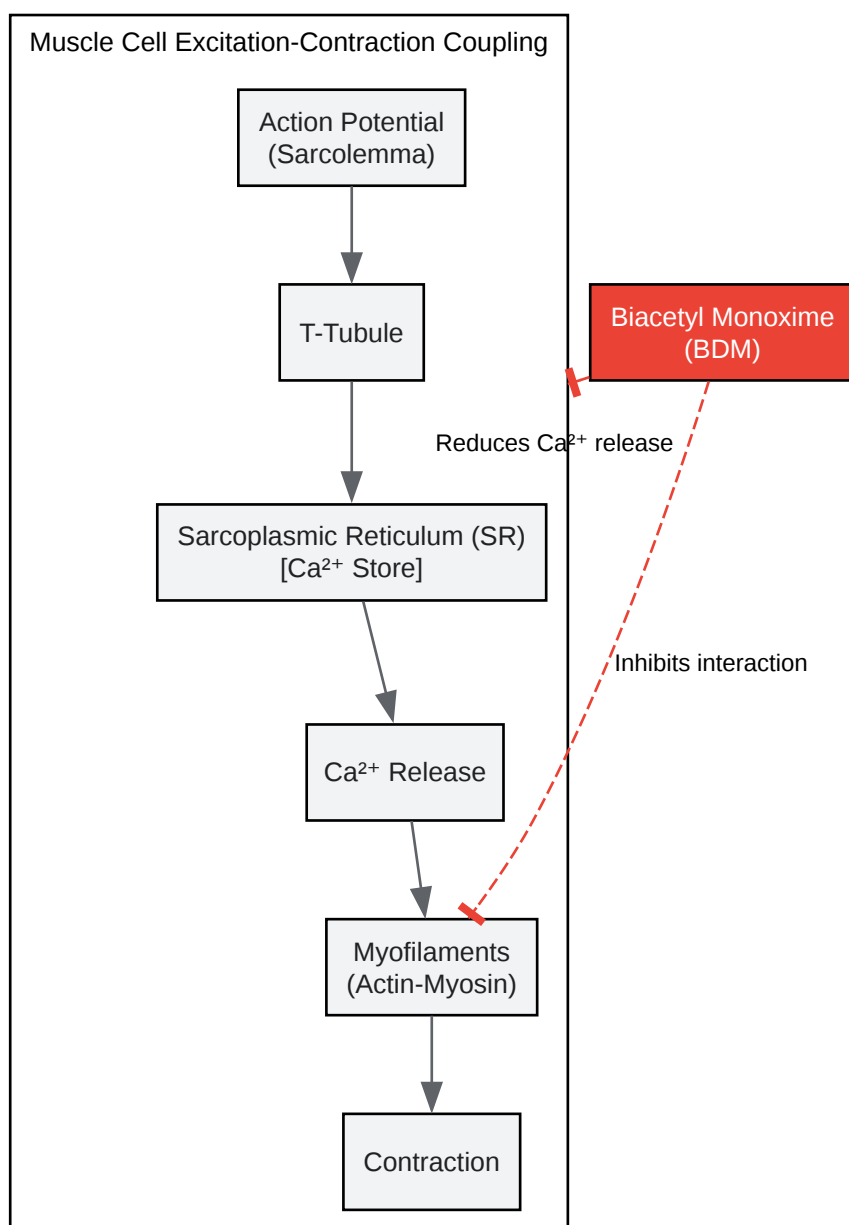 Muscle Cell Excitation-Contraction Coupling
Action Potential
(Sarcolemma)
T-Tubule
Biacetyl Monoxime
(BDM)
Reduces Ca²⁺ release
Sarcoplasmic Reticulum (SR)
[Ca²⁺ Store]
Inhibits interaction
Ca²⁺ Release
Myofilaments
(Actin-Myosin)
Contraction